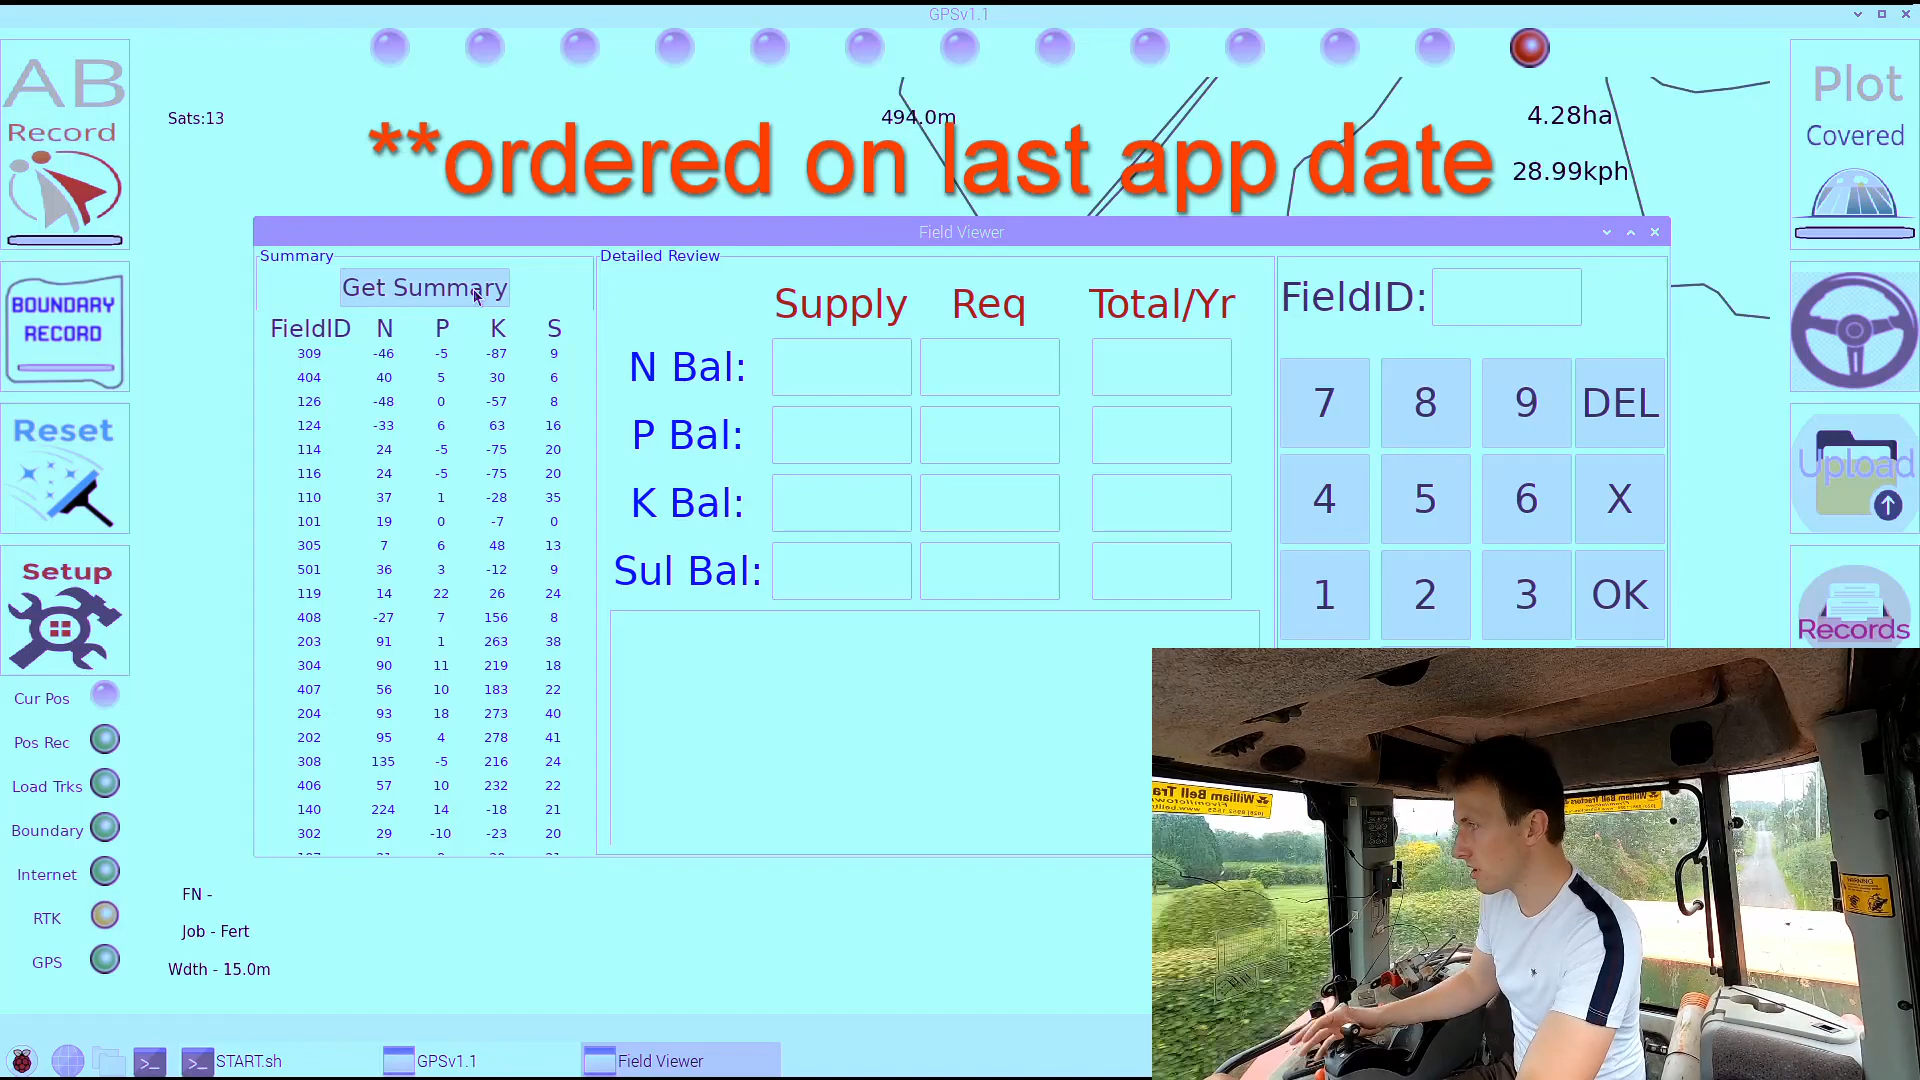 GPSv1.1
AB
Record
Sats:13
494.0m
4.28ha
28.99kph
**ordered on last app date
Plot
Covered
BOUNDARY
RECORD
Reset
Setup
Upload
Records
Cur Pos
Pos Rec
Load Trks
Boundary
Internet
RTK
GPS
Field Viewer
Summary
Get Summary
FieldID N P K S
309 -46 -5 -87 9
404 40 5 30 6
126 -48 0 -57 8
124 -33 6 63 16
114 24 -5 -75 20
116 24 -5 -75 20
110 37 1 -28 35
101 19 0 -7 0
305 7 6 48 13
501 36 3 -12 9
119 14 22 26 24
408 -27 7 156 8
203 91 1 263 38
304 90 11 219 18
407 56 10 183 22
204 93 18 273 40
202 95 4 278 41
308 135 -5 216 24
406 57 10 232 22
140 224 14 -18 21
302 29 -10 -23 20
Detailed Review
Supply Req Total/Yr
N Bal:
P Bal:
K Bal:
Sul Bal:
FieldID:
7 8 9 DEL
4 5 6 X
1 2 3 OK
FN -
Job - Fert
Wdth - 15.0m
William Bell Tra
William Bell Tractors
WARNING
START.sh
GPSv1.1
Field Viewer